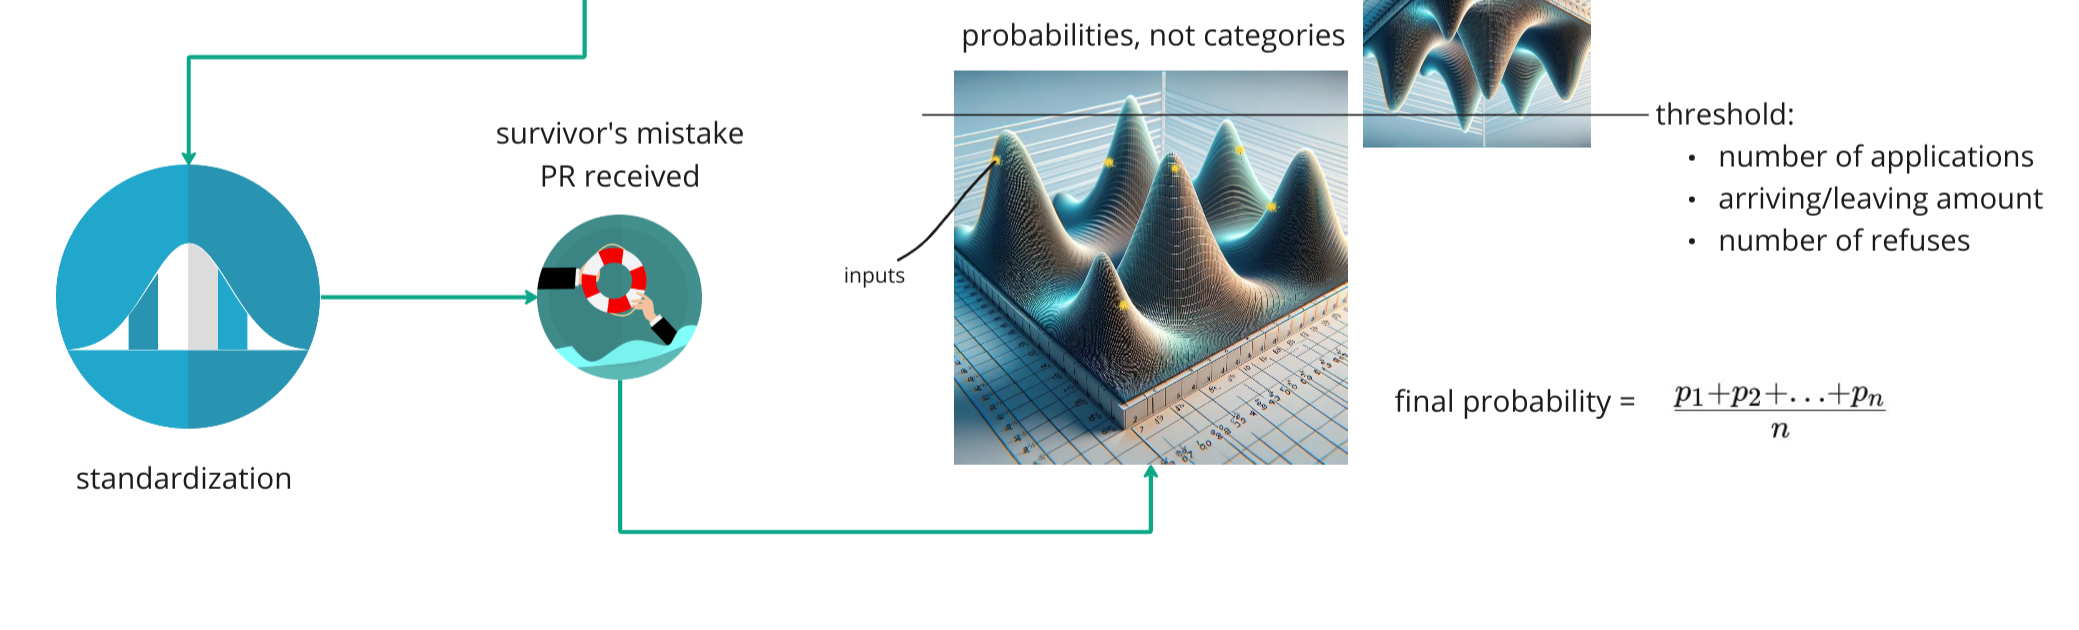 probabilities, not categories
survivor's mistake
PR received
threshold:
• number of applications
• arriving/leaving amount
• number of refuses
inputs
final probability = p1+p2+...+pn
n
standardization